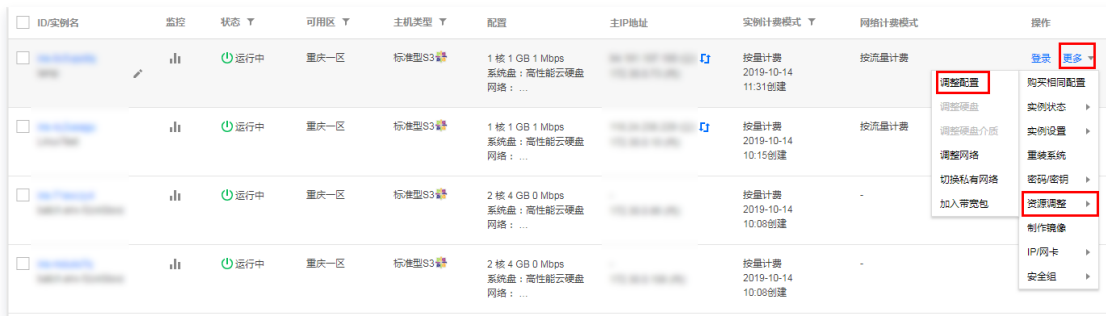 ID/实例名 监控 状态 可用区 主机类型 配置 主IP地址 实例计费模式 网络计费模式 操作
运行中 重庆一区 标准型S3 1 核 1 GB 1 Mbps 按量计费 按流量计费 登录 更多
系统盘：高性能云硬盘 2019-10-14
网络：... 11:31创建
调整配置 购买相同配置
调整硬盘 实例状态
调整硬盘介质 实例设置
调整网络 重装系统
切换私有网络 密码/密钥
加入带宽包 资源调整
制作镜像
IP/网卡
安全组
运行中 重庆一区 标准型S3 1 核 1 GB 1 Mbps 按量计费 按流量计费
系统盘：高性能云硬盘 2019-10-14
网络：... 10:15创建
运行中 重庆一区 标准型S3 2 核 4 GB 0 Mbps - 按量计费 -
系统盘：高性能云硬盘 2019-10-14
网络：... 10:08创建
运行中 重庆一区 标准型S3 2 核 4 GB 0 Mbps - 按量计费 -
系统盘：高性能云硬盘 2019-10-14
网络：... 10:08创建